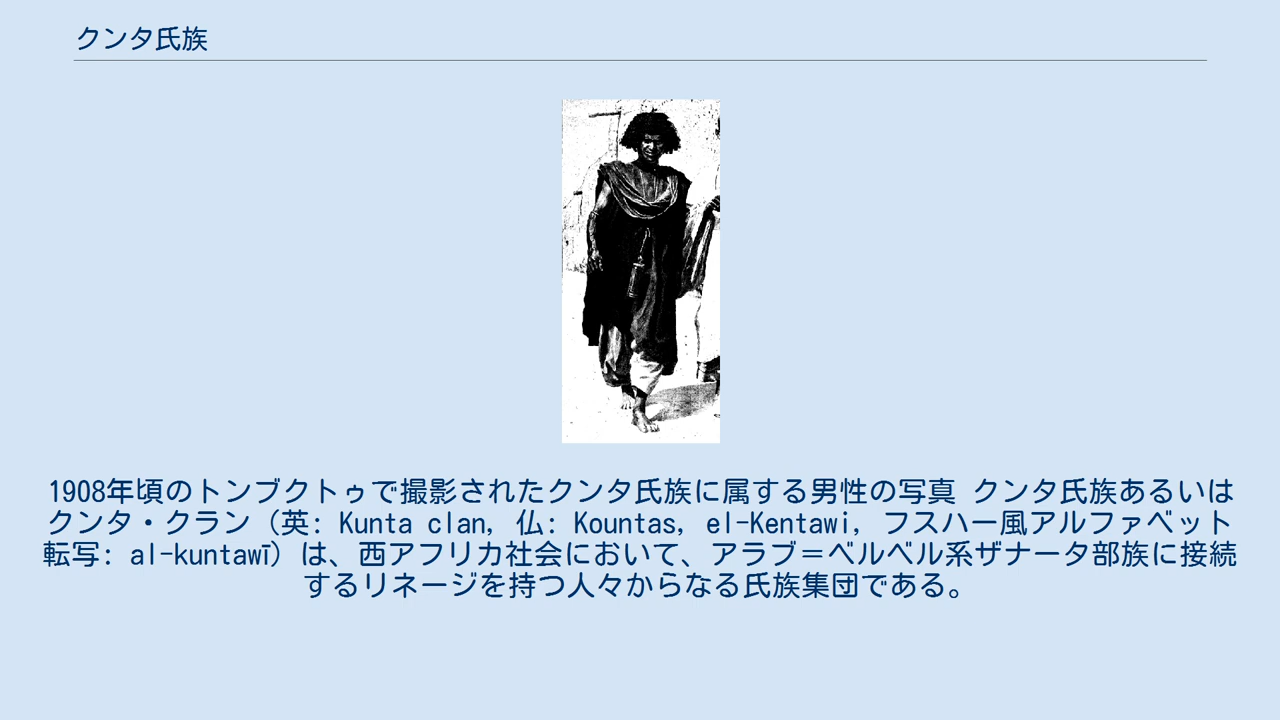 クンタ氏族
1908年頃のトンブクトゥで撮影されたクンタ氏族に属する男性の写真 クンタ氏族あるいは
クンタ・クラン（英: Kunta clan, 仏: Kountas, el-Kentawi, フスハー風アルファベット
転写: al-kuntawī）は、西アフリカ社会において、アラブ＝ベルベル系ザナータ部族に接続
するリネージを持つ人々からなる氏族集団である。